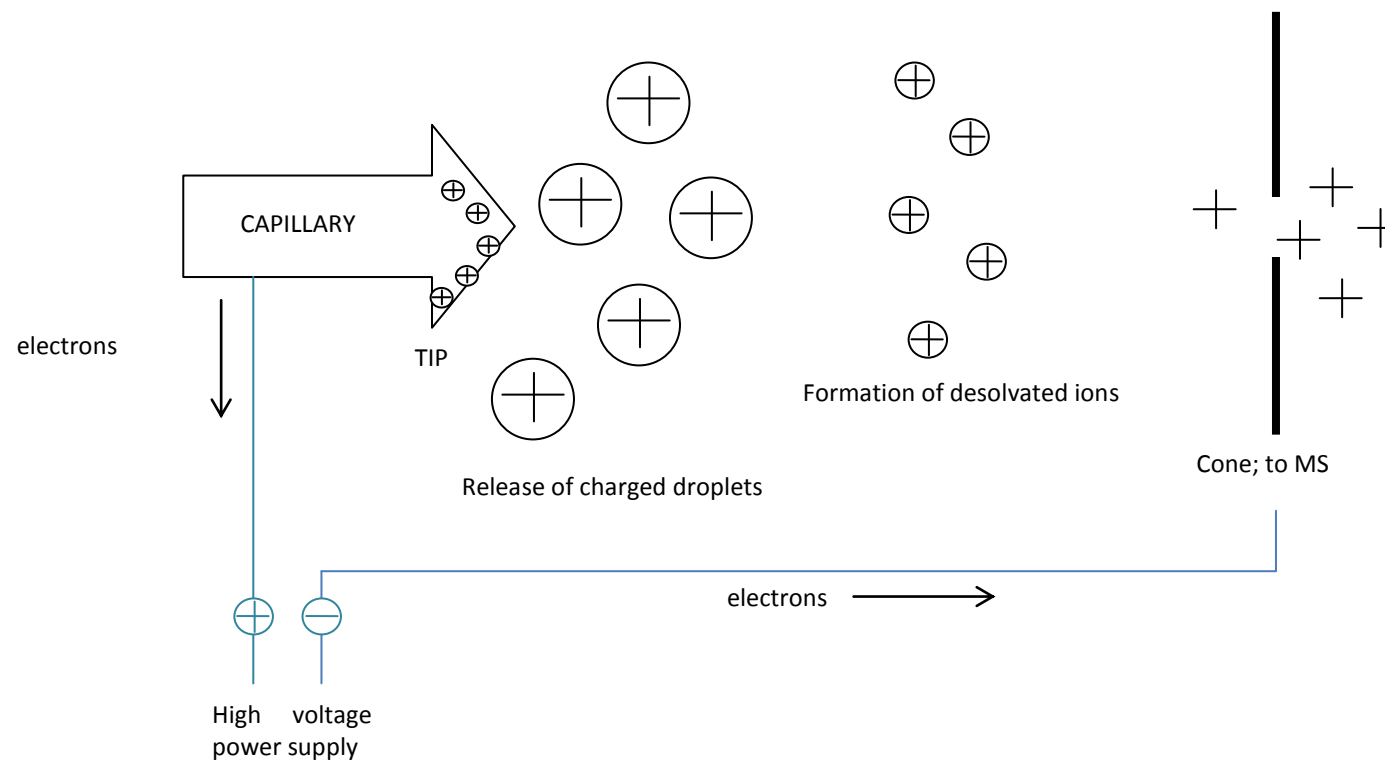 CAPILLARY
electrons
TIP
Formation of desolvated ions
Cone; to MS
Release of charged droplets
electrons
High voltage
power supply